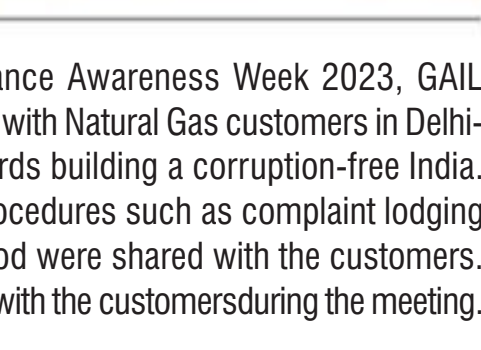 ance Awareness Week 2023, GAIL
with Natural Gas customers in Delhi-
rds building a corruption-free India.
ocedures such as complaint lodging
od were shared with the customers.
with the customersduring the meeting.